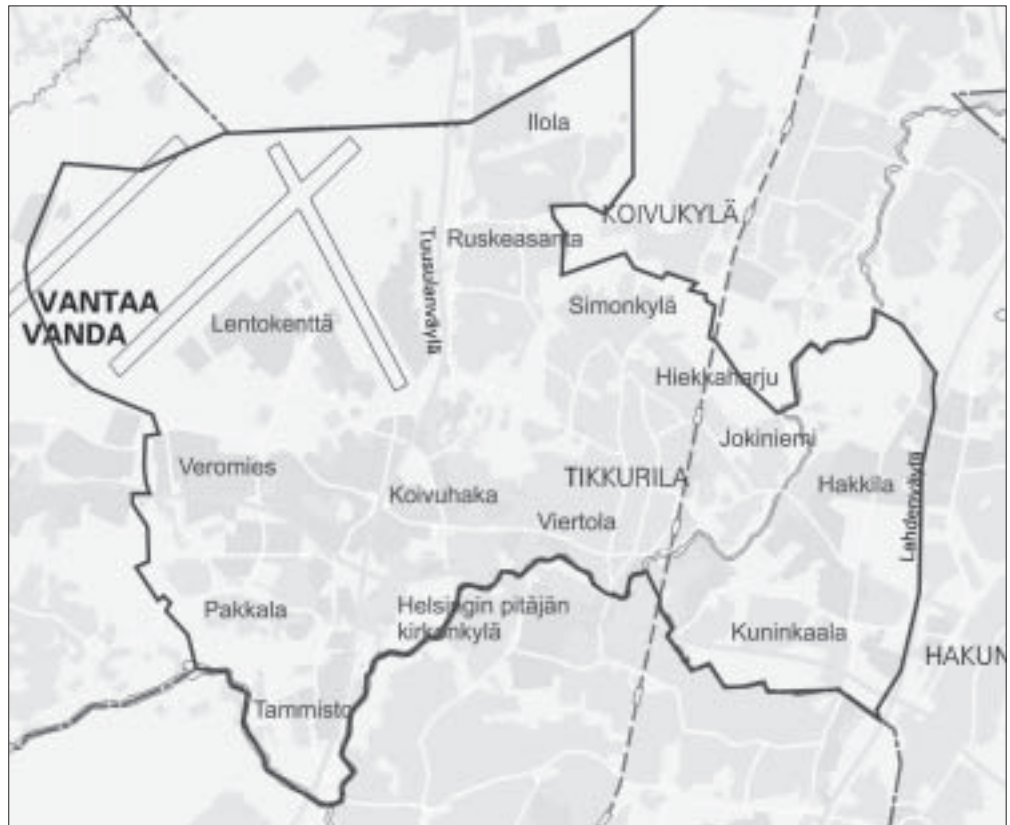 Ilola
KOIVUKYLÄ
Ruskeasanta
Tuusulanväylä
VANTAA
VANDA
Lentokenttä
Simonkylä
Hiekkaharju
Jokiniemi
Veromies
Koivuhaka
TIKKURILA
Hakkila
Viertola
Lahdenväylä
Pakkala
Helsingin pitäjän
kirkonkylä
Kuninkaala
HAKUN
Tammisto